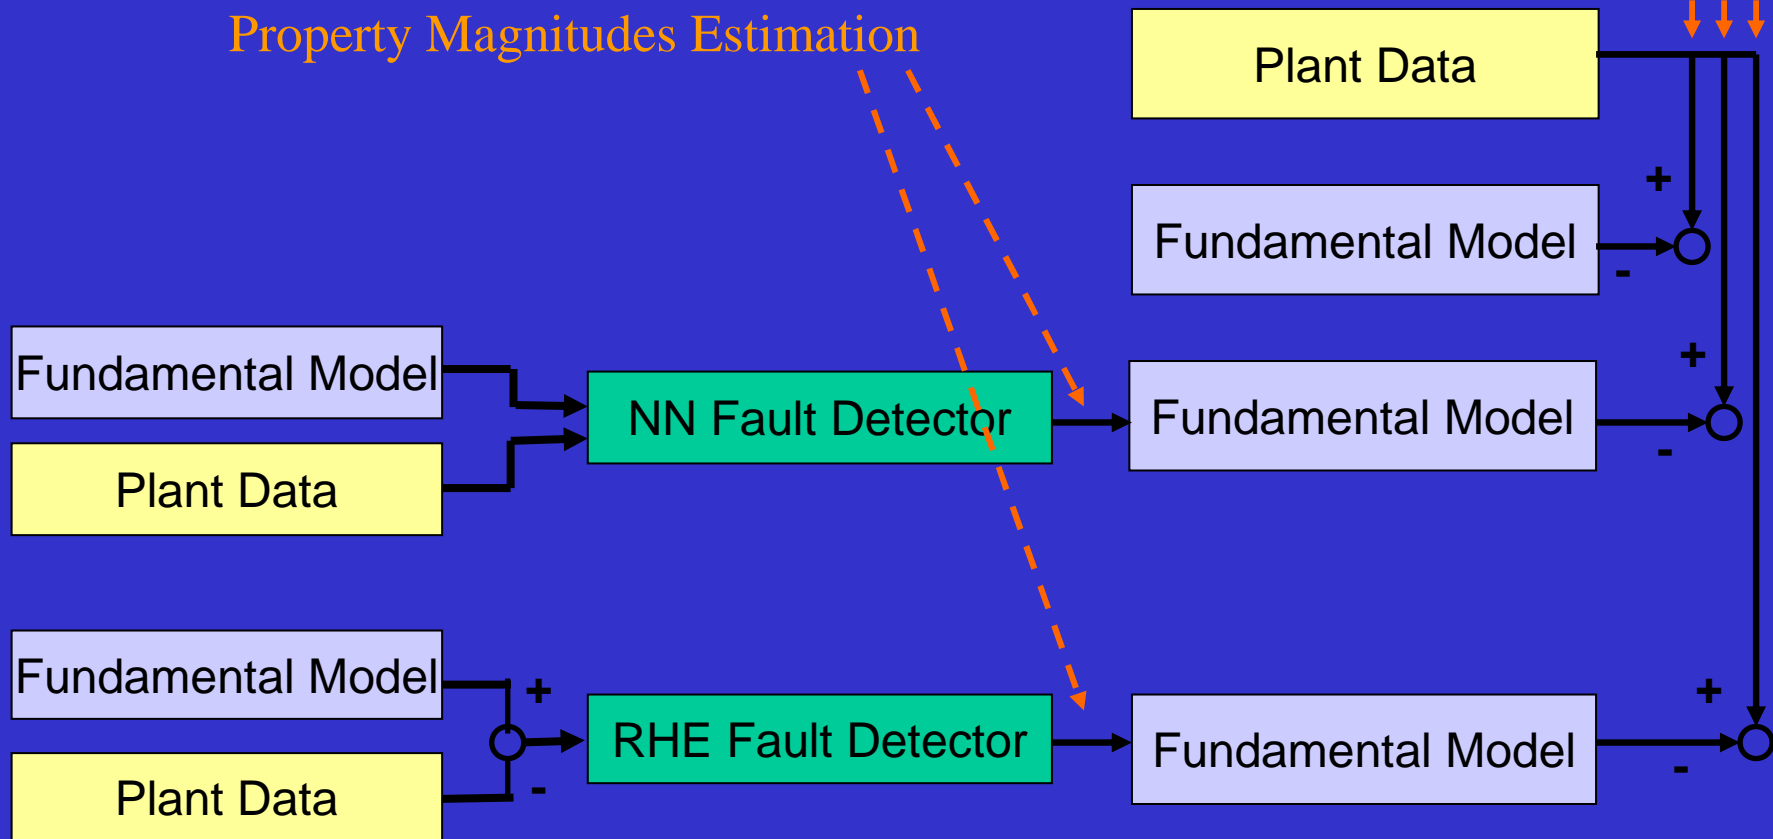 Property Magnitudes Estimation
Plant Data
+
Fundamental Model
-
Fundamental Model
Plant Data
NN Fault Detector
+
Fundamental Model
-
Fundamental Model
+
Plant Data
-
RHE Fault Detector
+
Fundamental Model
-